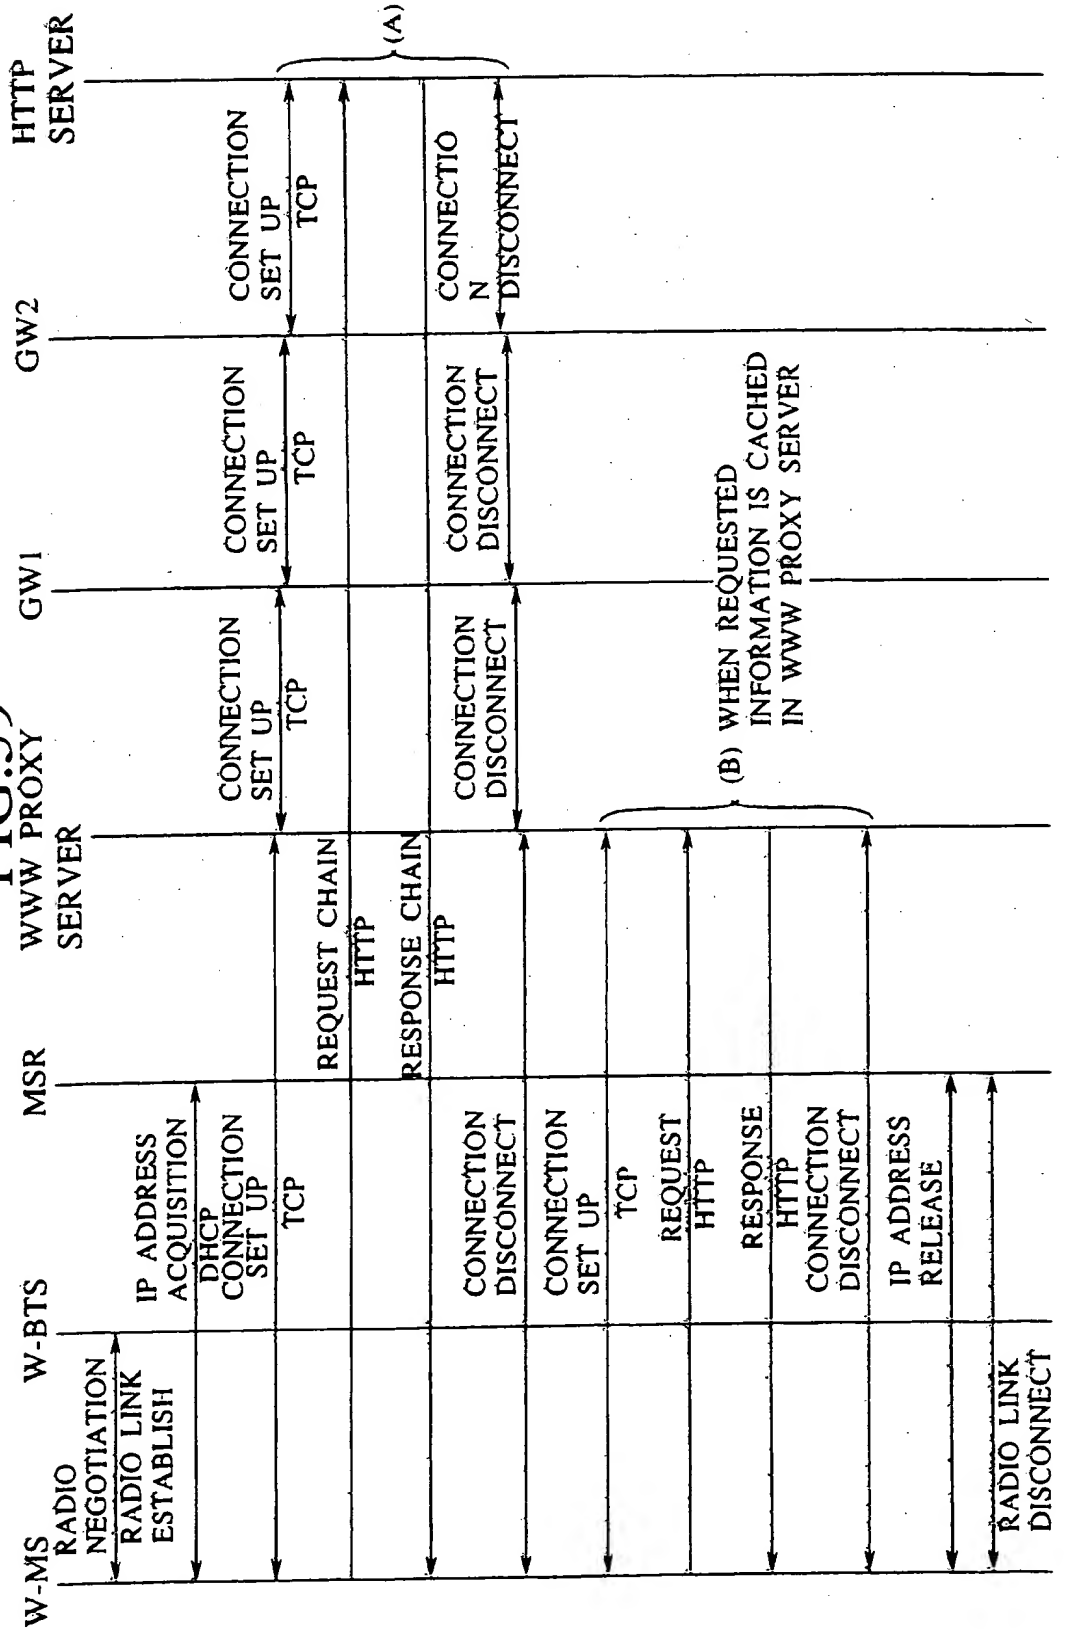 FIG.
W-MS
W-BTS
MSR
WWW PROXY
SERVER
GW1
GW2
HTTP
SERVER
RADIO
NEGOTIATION
RADIO LINK
ESTABLISH
IP ADDRESS
ACQUISITION
DHCP
CONNECTION
SET UP
TCP
CONNECTION
SET UP
TCP
CONNECTION
SET UP
TCP
CONNECTION
SET UP
TCP
REQUEST CHAIN
HTTP
RESPONSE CHAIN
HTTP
(A)
CONNECTION
DISCONNECT
CONNECTION
DISCONNECT
CONNECTION
DISCONNECT
CONNECTIO
N
DISCONNECT
CONNECTION
SET UP
TCP
REQUEST
HTTP
RESPONSE
HTTP
CONNECTION
DISCONNECT
(B) WHEN REQUESTED
INFORMATION IS CACHED
IN WWW PROXY SERVER
IP ADDRESS
RELEASE
RADIO LINK
DISCONNECT